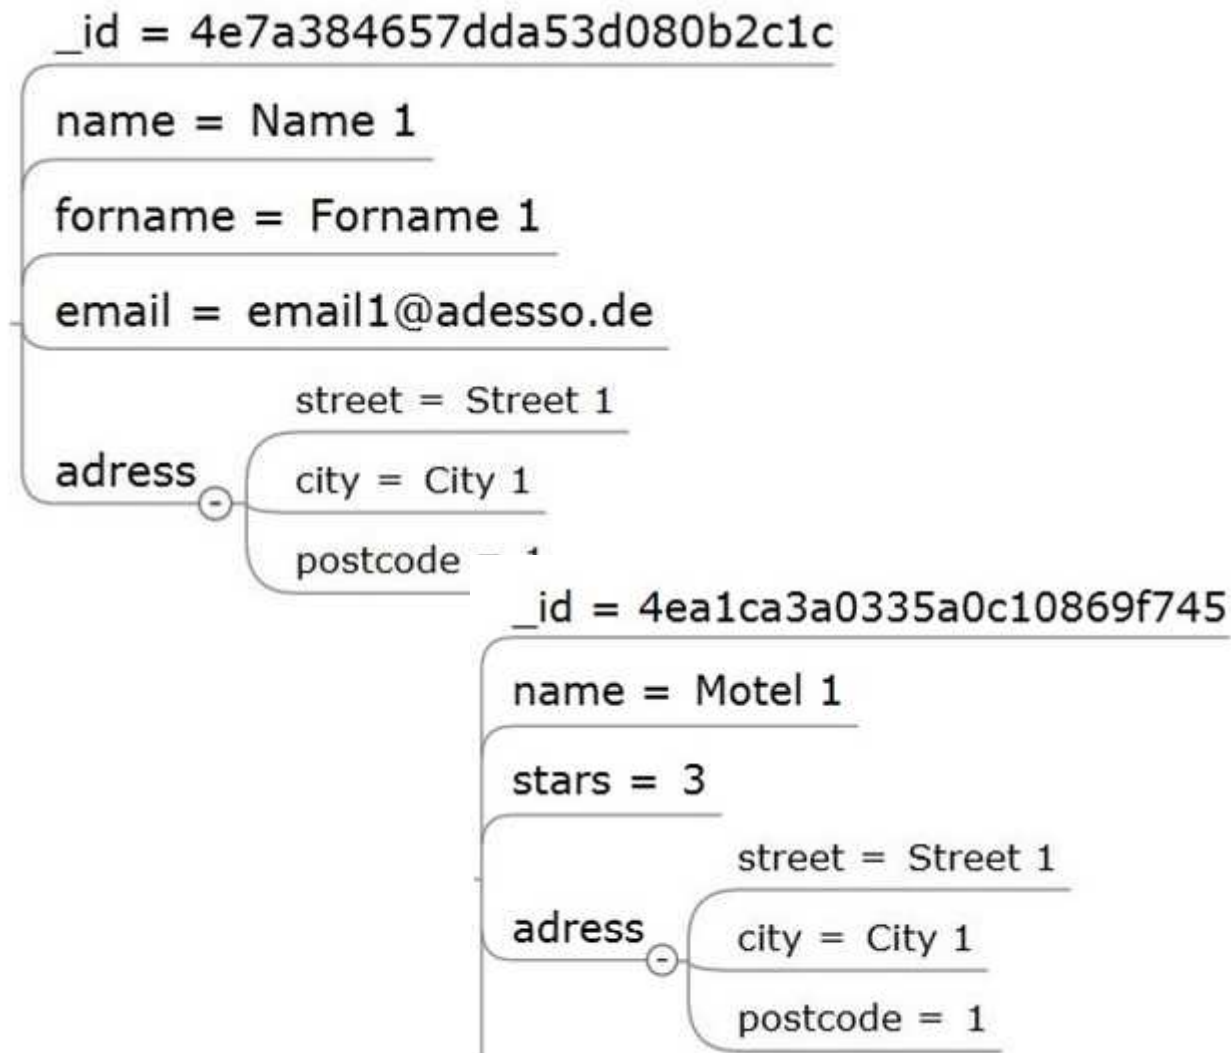 _id = 4e7a384657dda53d080b2c1c
name = Name 1
forname = Forname 1
email = email1@adesso.de
adress
street = Street 1
city = City 1
postcode
_id = 4ea1ca3a0335a0c10869f745
name = Motel 1
stars = 3
adress
street = Street 1
city = City 1
postcode = 1